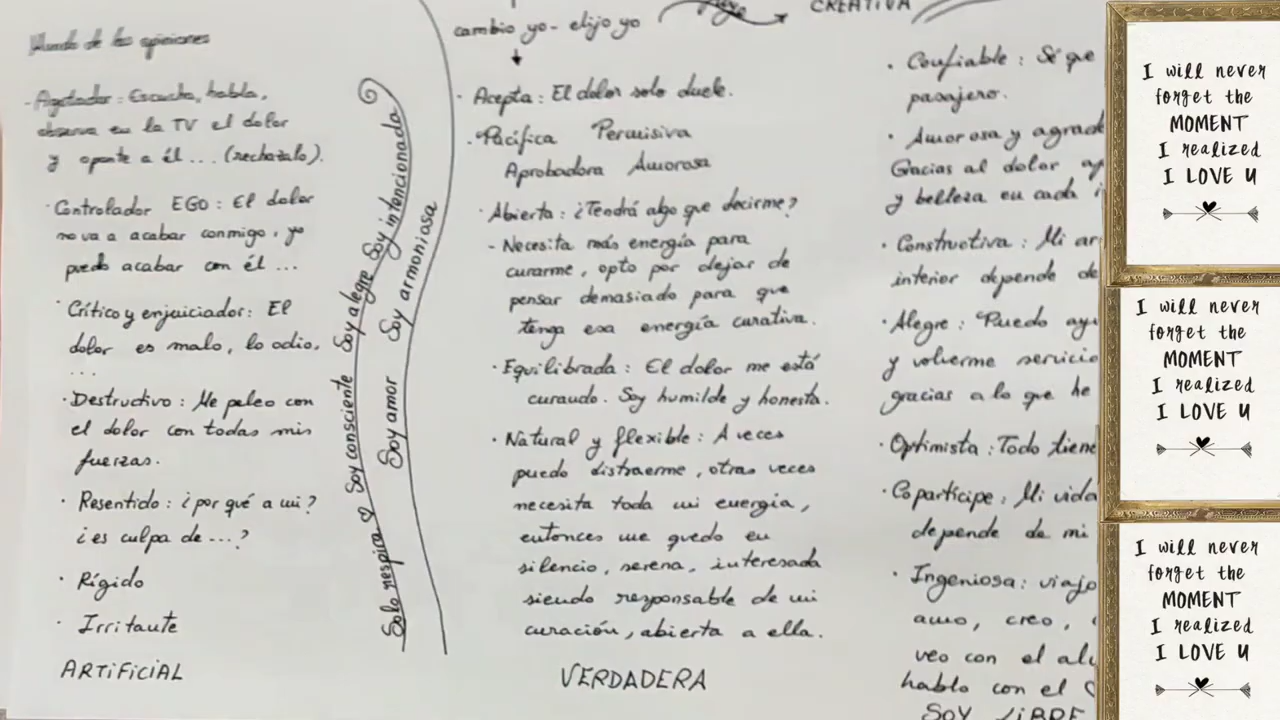 Mundo de las opiniones
· Agotador: Escucha, habla,
observa en la TV el dolor
y oponte a él ... (rechazalo).
· Controlador EGO: El dolor
no va a acabar conmigo, yo
puedo acabar con él ...
· Crítico y enjuiciador: El
dolor es malo, lo odio,
...
· Destructivo: Me peleo con
el dolor con todas mis
fuerzas.
· Resentido: ¿por qué a mi?
¿es culpa de ...?
· Rígido
· Irritante
ARTiFiCiAL
Solo respira ♡ Soy consciente Soy alegre Soy intencionada
Soy amor Soy armoniosa
cambio yo - elijo yo
· Acepta: El dolor solo duele.
· Pacífica Permisiva
Aprobadora Amorosa
· Abierta: ¿Tendrá algo que decirme?
- Necesita más energía para
curarme, opto por dejar de
pensar demasiado para que
tenga esa energía curativa.
· Equilibrada: El dolor me está
curando. Soy humilde y honesta.
· Natural y flexible: A veces
puedo distraerme, otras veces
necesita toda mi energía,
entonces me quedo en
silencio, serena, interesada
siendo responsable de mi
curación, abierta a ella.
VERDADERA
CREATIVA
· Confiable: Sé que
pasajero.
· Amorosa y agrad
Gracias al dolor ap
y belleza en cada
· Constructiva: Mi ar
interior depende de
· Alegre: Puedo ayu
y volverme servicio
gracias a lo que he
· Optimista: Todo tiene
· Copartícipe: Mi vida
depende de mi
· Ingeniosa: viajo
amo, creo,
veo con el al
hablo con el
SOY LiBRE
I will never
forget the
MOMENT
I realized
I LOVE U
I will never
forget the
MOMENT
I realized
I LOVE U
I will never
forget the
MOMENT
I realized
I LOVE U